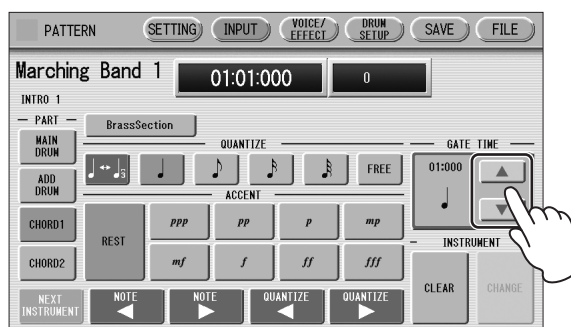 PATTERN SETTING INPUT VOICE/ EFFECT DRUM SETUP SAVE FILE
Marching Band 1 01:01:000 0
INTRO 1
PART BrassSection
QUANTIZE GATE TIME
MAIN DRUM 3 FREE 01:000
ADD DRUM
ACCENT
CHORD1 REST ppp pp p mp
INSTRUMENT
CHORD2 mf f ff fff
CLEAR CHANGE
NEXT INSTRUMENT NOTE NOTE QUANTIZE QUANTIZE